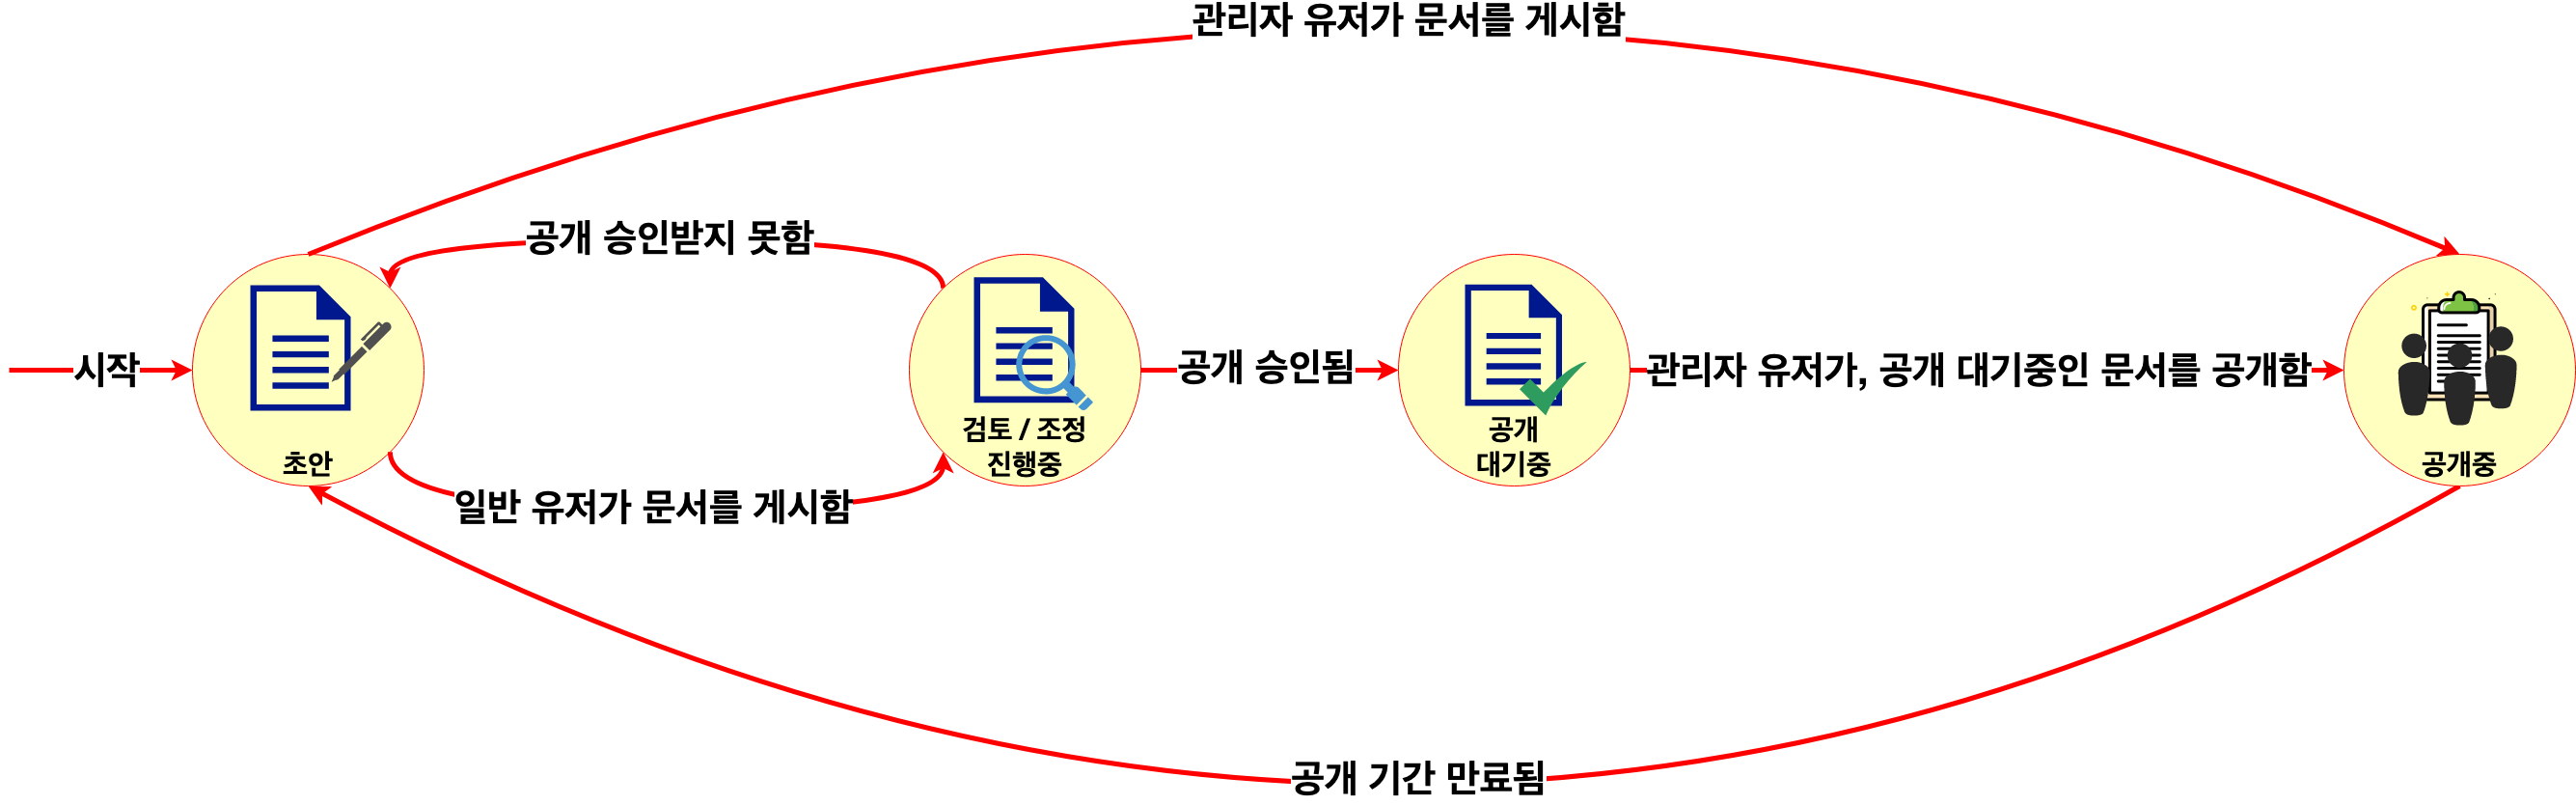 관리자 유저가 문서를 게시함
공개 승인받지 못함
시작
초안
일반 유저가 문서를 게시함
검토 / 조정
진행중
공개 승인됨
공개
대기중
관리자 유저가, 공개 대기중인 문서를 공개함
공개중
공개 기간 만료됨